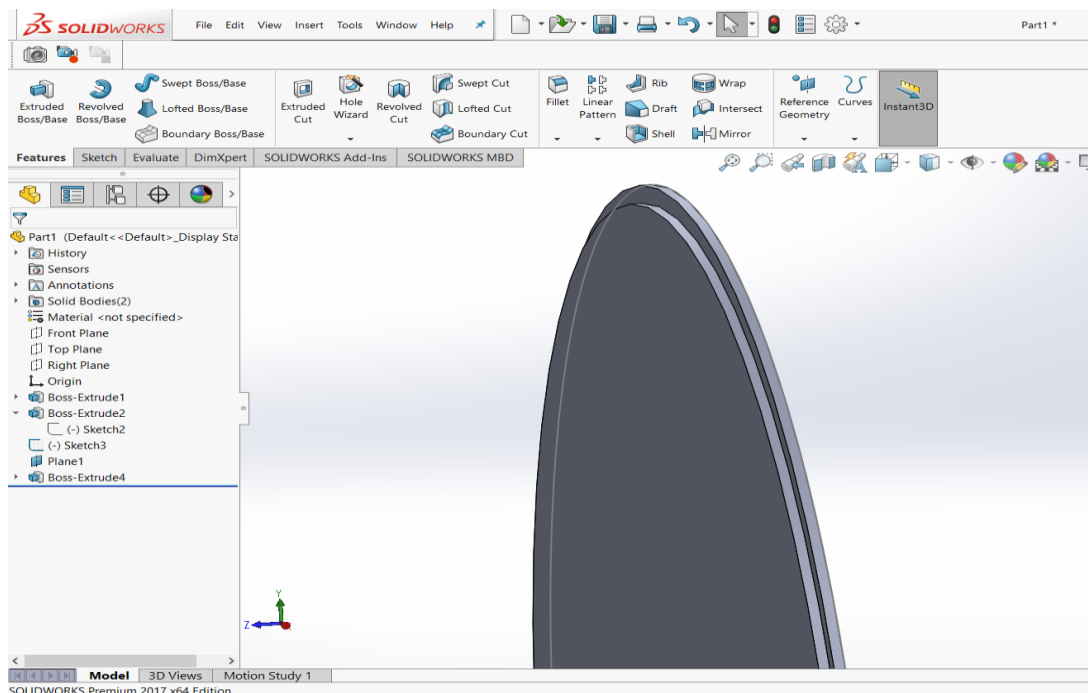 SOLIDWORKS File Edit View Insert Tools Window Help Part1 *
Extruded Boss/Base
Revolved Boss/Base
Swept Boss/Base
Lofted Boss/Base
Boundary Boss/Base
Extruded Cut
Hole Wizard
Revolved Cut
Swept Cut
Lofted Cut
Boundary Cut
Fillet
Linear Pattern
Rib
Draft
Shell
Wrap
Intersect
Mirror
Reference Geometry
Curves
Instant3D
Features Sketch Evaluate DimXpert SOLIDWORKS Add-Ins SOLIDWORKS MBD
Part1 (Default<<Default>_Display Sta
History
Sensors
Annotations
Solid Bodies(2)
Material <not specified>
Front Plane
Top Plane
Right Plane
Origin
Boss-Extrude1
Boss-Extrude2
(-) Sketch2
(-) Sketch3
Plane1
Boss-Extrude4
Y
Z
Model 3D Views Motion Study 1
SOLIDWORKS Premium 2017 x64 Edition